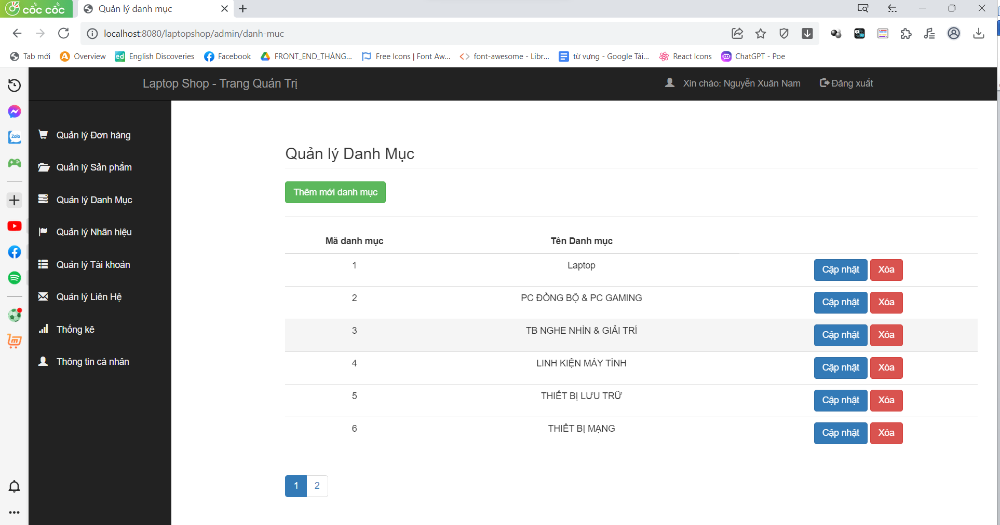 cốc cốc
Quản lý danh mục
localhost:8080/laptopshop/admin/danh-muc
Tab mới
Overview
ed English Discoveries
Facebook
FRONT_END_THÁNG...
Free Icons | Font Aw...
font-awesome - Libr...
từ vựng - Google Tài...
React Icons
ChatGPT - Poe
Laptop Shop - Trang Quản Trị
Xin chào: Nguyễn Xuân Nam
Đăng xuất
Zalo
Quản lý Đơn hàng
Quản lý Sản phẩm
Quản lý Danh Mục
Quản lý Nhãn hiệu
Quản lý Tài khoản
Quản lý Liên Hệ
Thống kê
Thông tin cá nhân
Quản lý Danh Mục
Thêm mới danh mục
Mã danh mục Tên Danh mục
1 Laptop Cập nhật Xóa
2 PC ĐỒNG BỘ & PC GAMING Cập nhật Xóa
3 TB NGHE NHÌN & GIẢI TRÍ Cập nhật Xóa
4 LINH KIỆN MÁY TÍNH Cập nhật Xóa
5 THIẾT BỊ LƯU TRỮ Cập nhật Xóa
6 THIẾT BỊ MẠNG Cập nhật Xóa
1 2